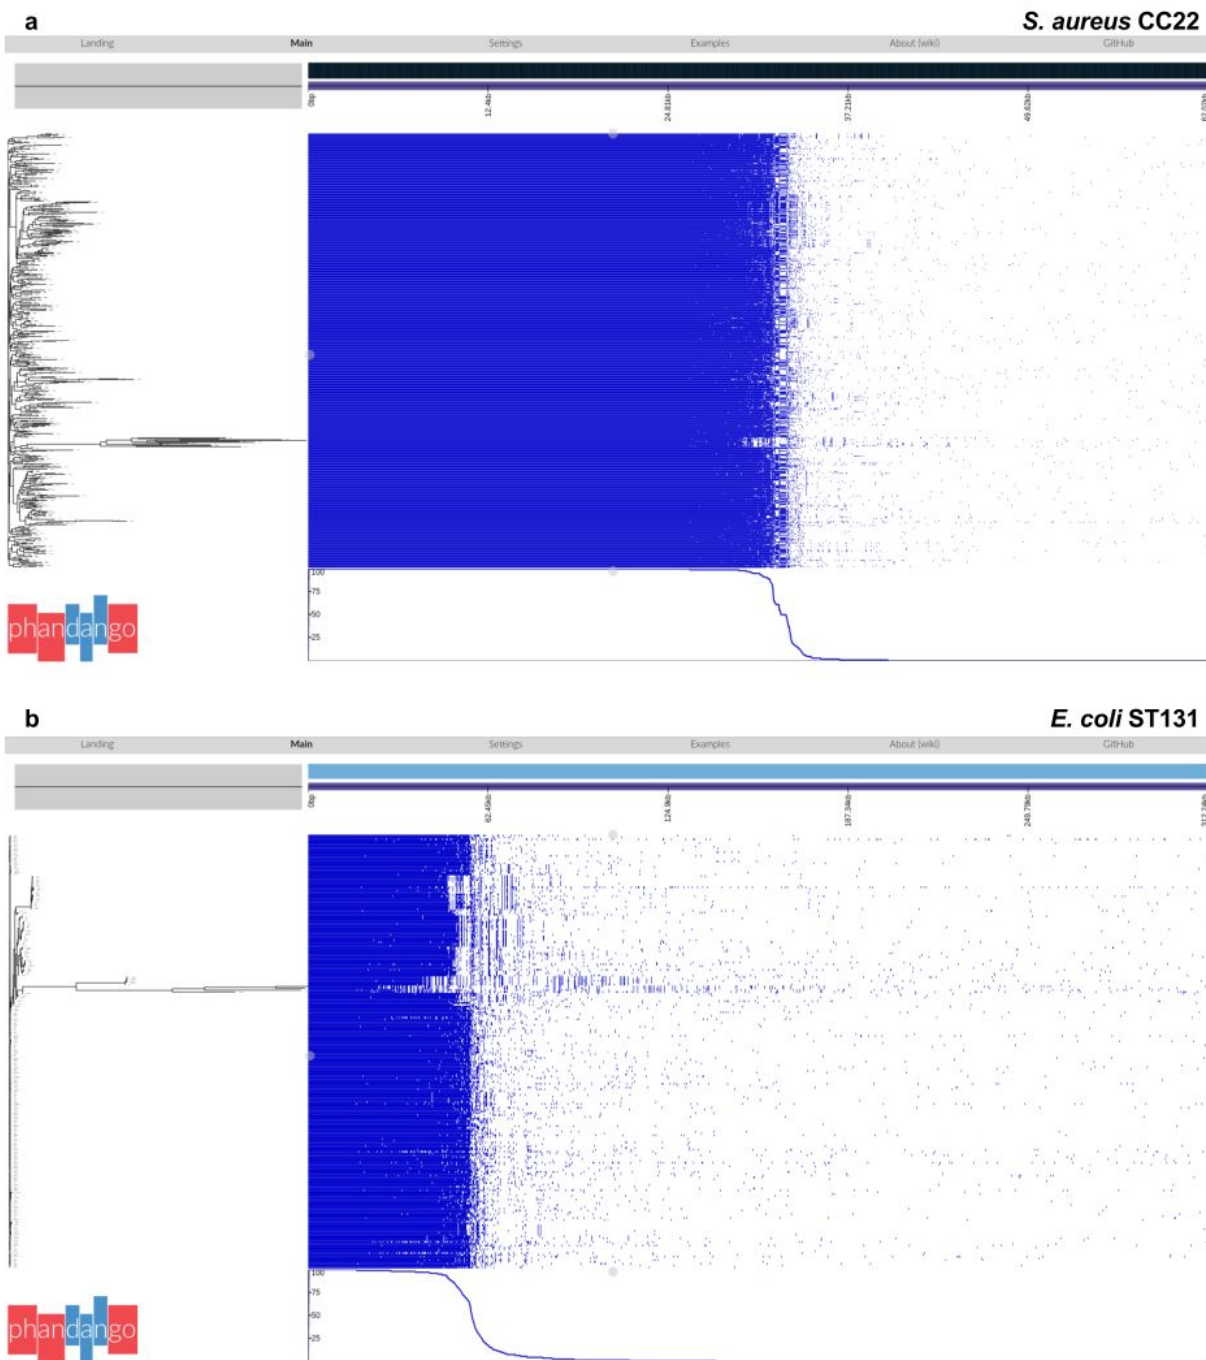 a
S. aureus CC22
Landing Main Settings Examples About (wiki) GitHub
0bp 12.4kb 24.81kb 37.21kb 49.62kb
100
75
50
25
phandango
b
E. coli ST131
Landing Main Settings Examples About (wiki) GitHub
0bp 62.45kb 124.9kb 187.34kb 249.79kb
100
75
50
25
phandango